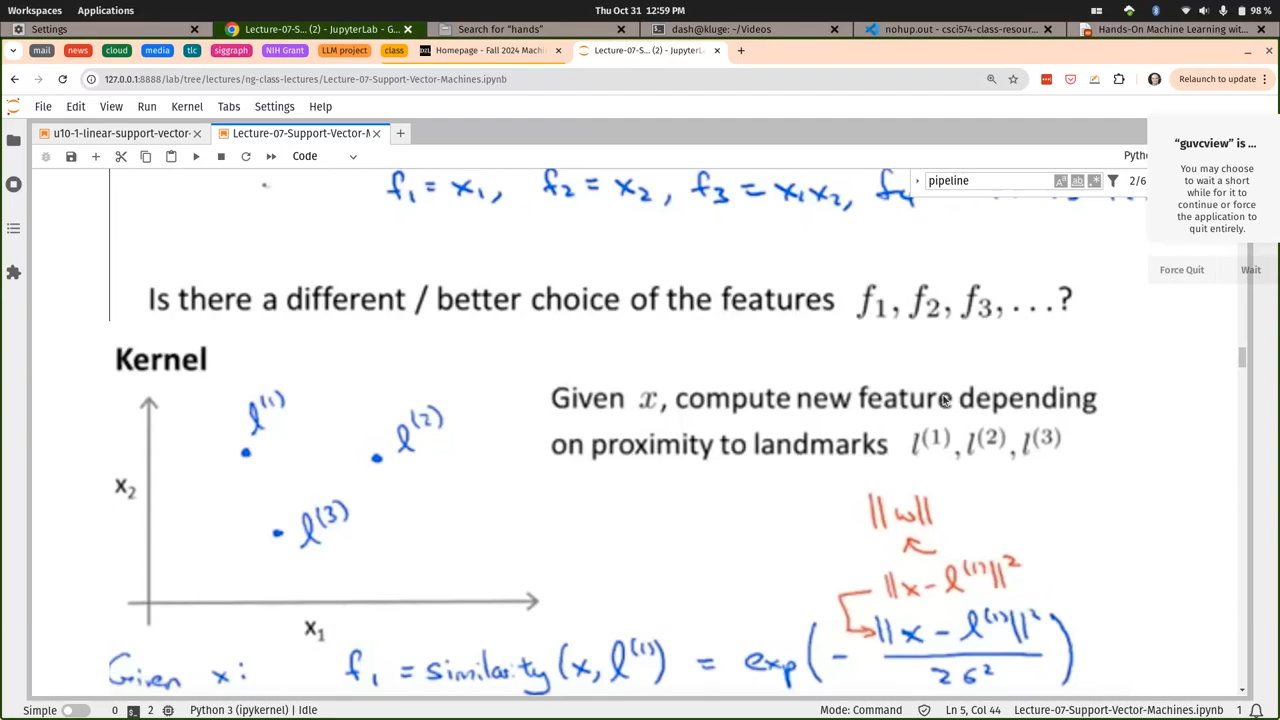 Workspaces Applications Thu Oct 31 12:59 PM 98 %
Settings Lecture-07-S... (2) - JupyterLab - G... Search for “hands” dash@kluge: ~/Videos nohup.out - csci574-class-resour... Hands-On Machine Learning wit...
mail news cloud media tlc siggraph NIH Grant LLM project class Homepage - Fall 2024 Machin... Lecture-07-S... (2) - JupyterL...
127.0.0.1:8888/lab/tree/lectures/ng-class-lectures/Lecture-07-Support-Vector-Machines.ipynb Relaunch to update
File Edit View Run Kernel Tabs Settings Help
u10-1-linear-support-vector- Lecture-07-Support-Vector-M
“guvcview” is ...
You may choose
to wait a short
while for it to
continue or force
the application to
quit entirely.
Force Quit Wait
Code Pyth
pipeline 2/6
f₁ = x₁, f₂ = x₂, f₃ = x₁x₂, f₄
Is there a different / better choice of the features f₁, f₂, f₃, . . .?
Kernel
Given x, compute new feature depending
on proximity to landmarks l⁽¹⁾, l⁽²⁾, l⁽³⁾
l⁽¹⁾
l⁽²⁾
x₂
l⁽³⁾
||w||
||x - l⁽¹⁾||²
x₁
Given x: f₁ = similarity (x, l⁽¹⁾) = exp(- ||x - l⁽¹⁾||² / 2σ²)
Simple 0 2 Python 3 (ipykernel) | Idle Mode: Command Ln 5, Col 44 Lecture-07-Support-Vector-Machines.ipynb 1